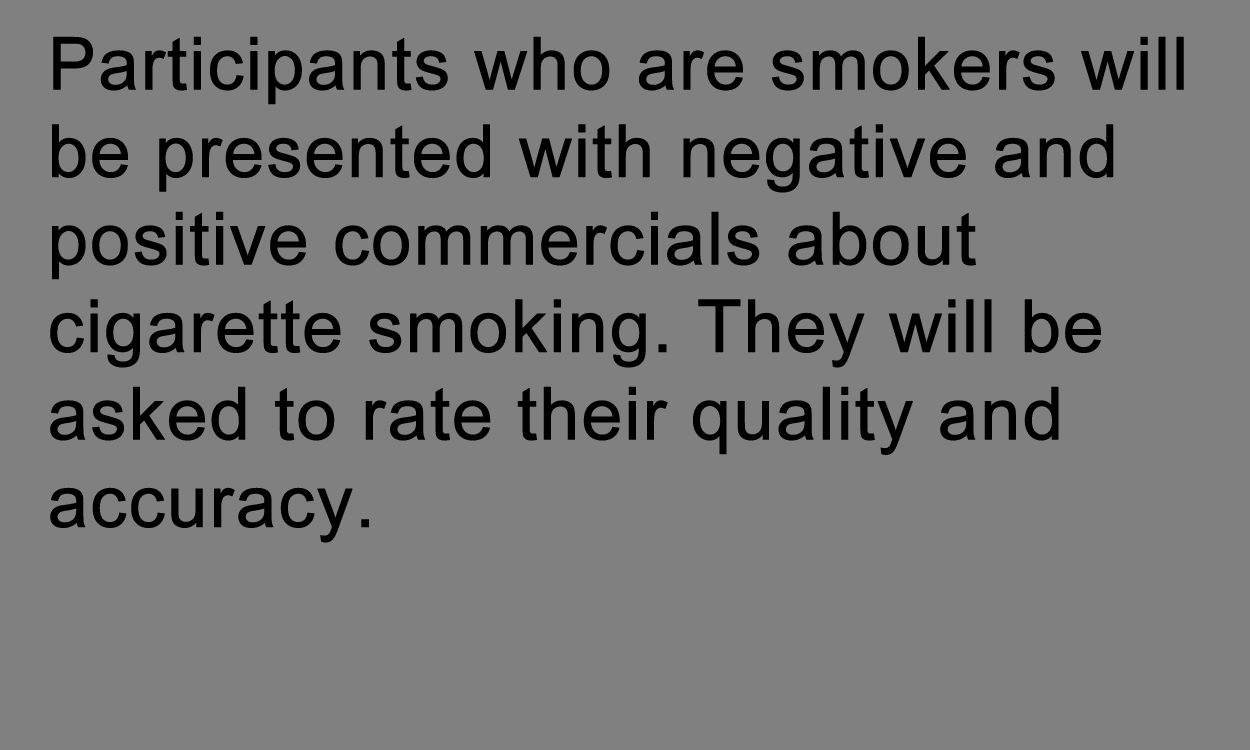 Participants who are smokers will
be presented with negative and
positive commercials about
cigarette smoking. They will be
asked to rate their quality and
accuracy.